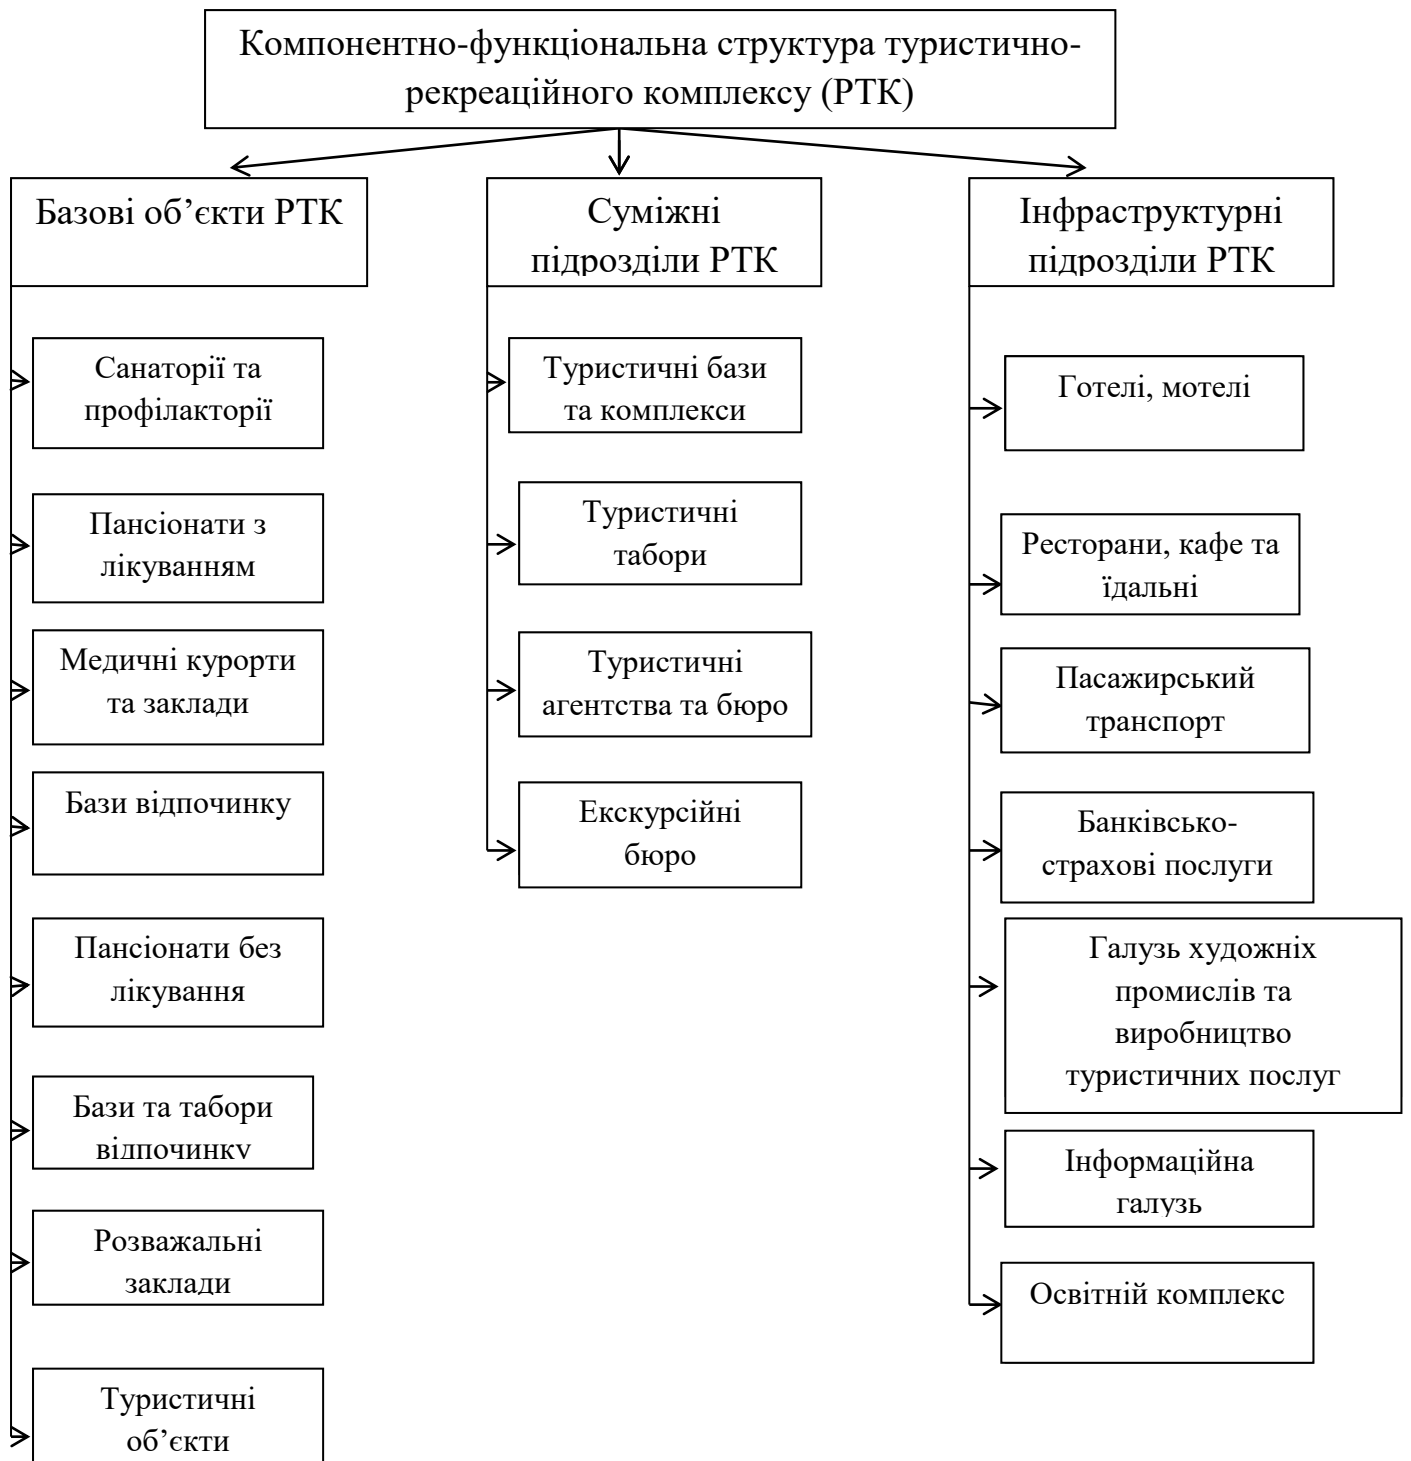 Компонентно-функціональна структура туристично-
рекреаційного комплексу (РТК)
Базові об’єкти РТК
Санаторії та
профілакторії
Пансіонати з
лікуванням
Медичні курорти
та заклади
Бази відпочинку
Пансіонати без
лікування
Бази та табори
відпочинку
Розважальні
заклади
Туристичні
об’єкти
Суміжні
підрозділи РТК
Туристичні бази
та комплекси
Туристичні
табори
Туристичні
агентства та бюро
Екскурсійні
бюро
Інфраструктурні
підрозділи РТК
Готелі, мотелі
Ресторани, кафе та
їдальні
Пасажирський
транспорт
Банківсько-
страхові послуги
Галузь художніх
промислів та
виробництво
туристичних послуг
Інформаційна
галузь
Освітній комплекс